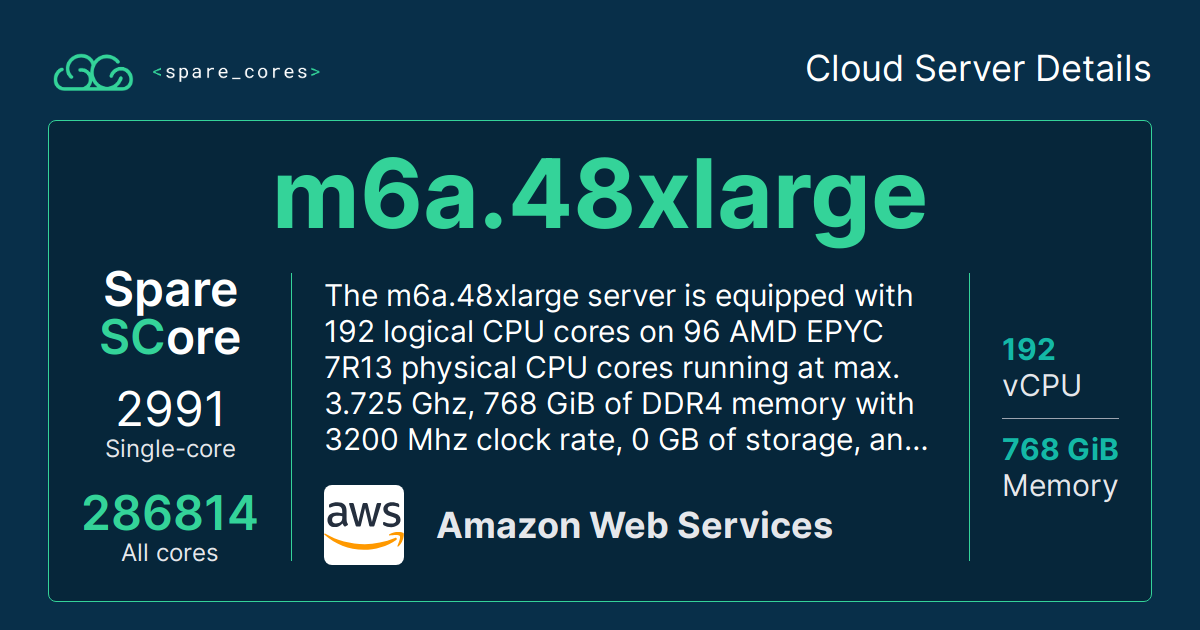 <spare_cores>
Cloud Server Details
m6a.48xlarge
Spare
SCore
2991
Single-core
286814
All cores
The m6a.48xlarge server is equipped with
192 logical CPU cores on 96 AMD EPYC
7R13 physical CPU cores running at max.
3.725 Ghz, 768 GiB of DDR4 memory with
3200 Mhz clock rate, 0 GB of storage, an...
aws
Amazon Web Services
192
vCPU
768 GiB
Memory